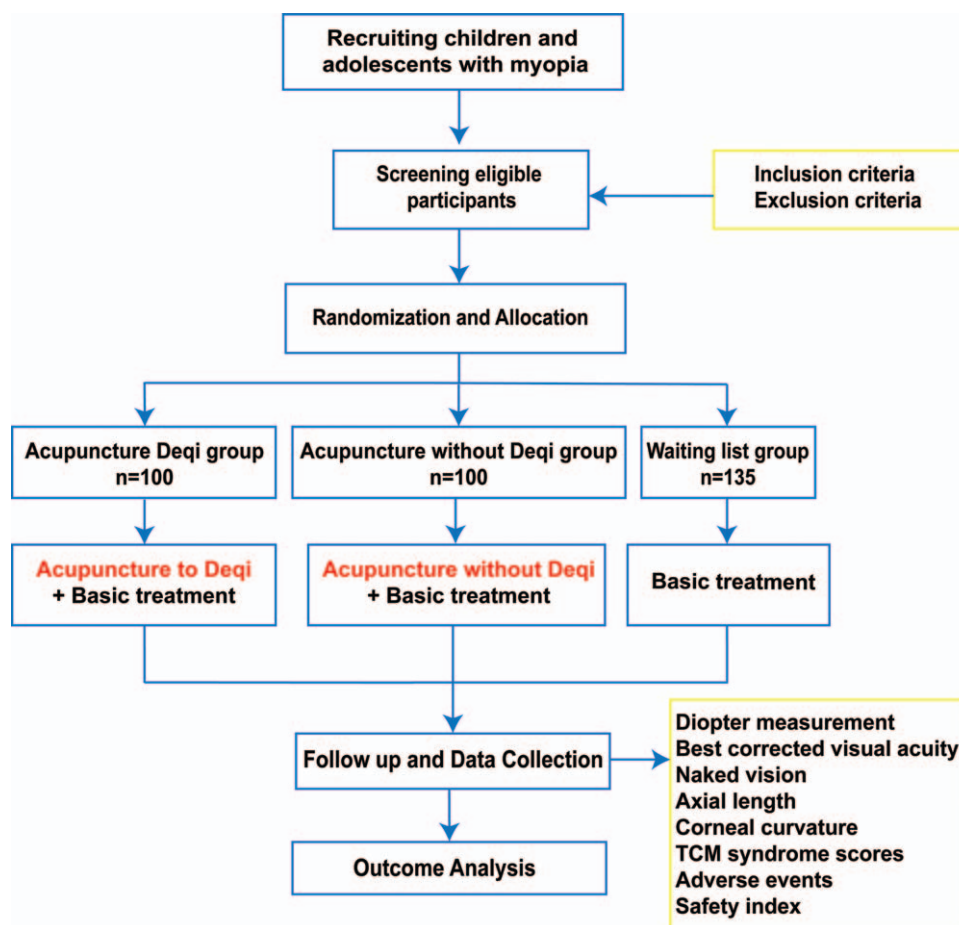 Recruiting children and
adolescents with myopia
Screening eligible
participants
Inclusion criteria
Exclusion criteria
Randomization and Allocation
Acupuncture Deqi group
n=100
Acupuncture without Deqi group
n=100
Waiting list group
n=135
Acupuncture to Deqi
+ Basic treatment
Acupuncture without Deqi
+ Basic treatment
Basic treatment
Follow up and Data Collection
Diopter measurement
Best corrected visual acuity
Naked vision
Axial length
Corneal curvature
TCM syndrome scores
Adverse events
Safety index
Outcome Analysis